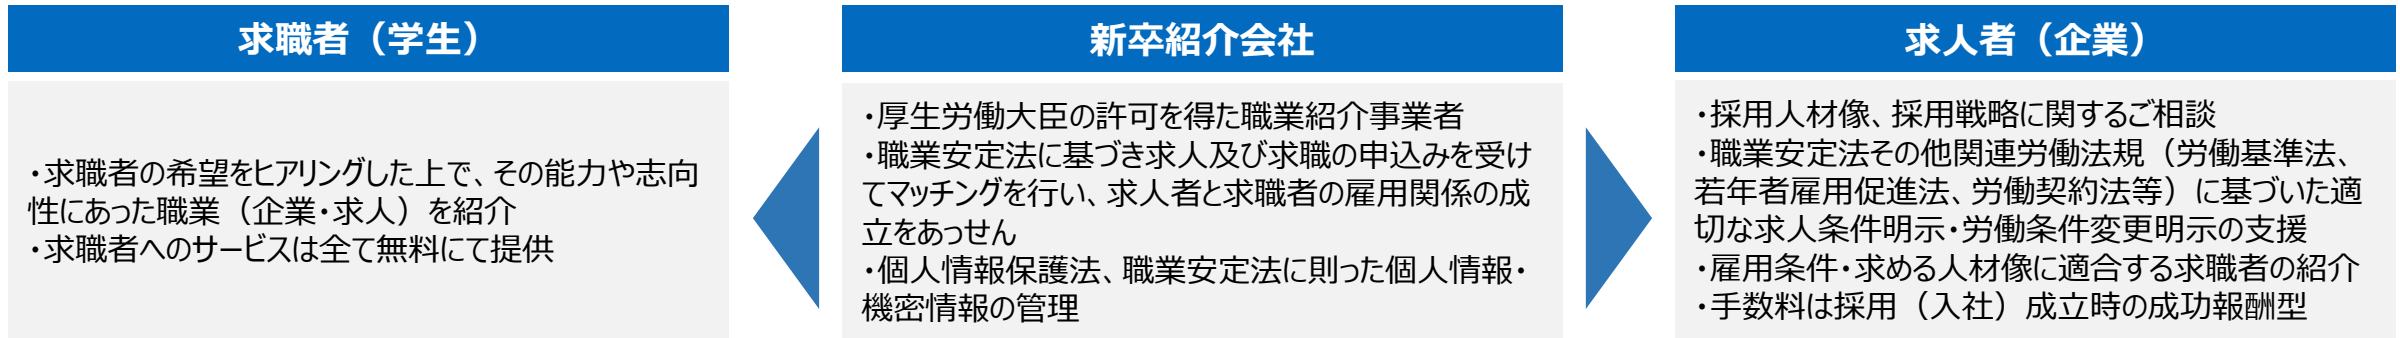 求職者（学生）
・求職者の希望をヒアリングした上で、その能力や志向
性にあった職業（企業・求人）を紹介
・求職者へのサービスは全て無料にて提供
新卒紹介会社
・厚生労働大臣の許可を得た職業紹介事業者
・職業安定法に基づき求人及び求職の申込みを受け
てマッチングを行い、求人者と求職者の雇用関係の成
立をあっせん
・個人情報保護法、職業安定法に則った個人情報・
機密情報の管理
求人者（企業）
・採用人材像、採用戦略に関するご相談
・職業安定法その他関連労働法規（労働基準法、
若年者雇用促進法、労働契約法等）に基づいた適
切な求人条件明示・労働条件変更明示の支援
・雇用条件・求める人材像に適合する求職者の紹介
・手数料は採用（入社）成立時の成功報酬型